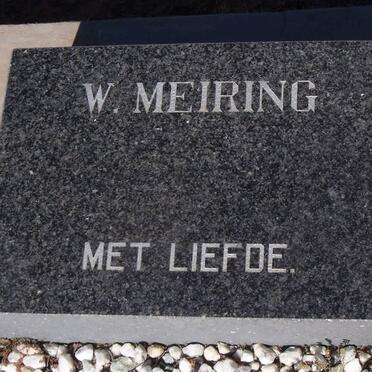 W. MEIRING
MET LIEFDE.